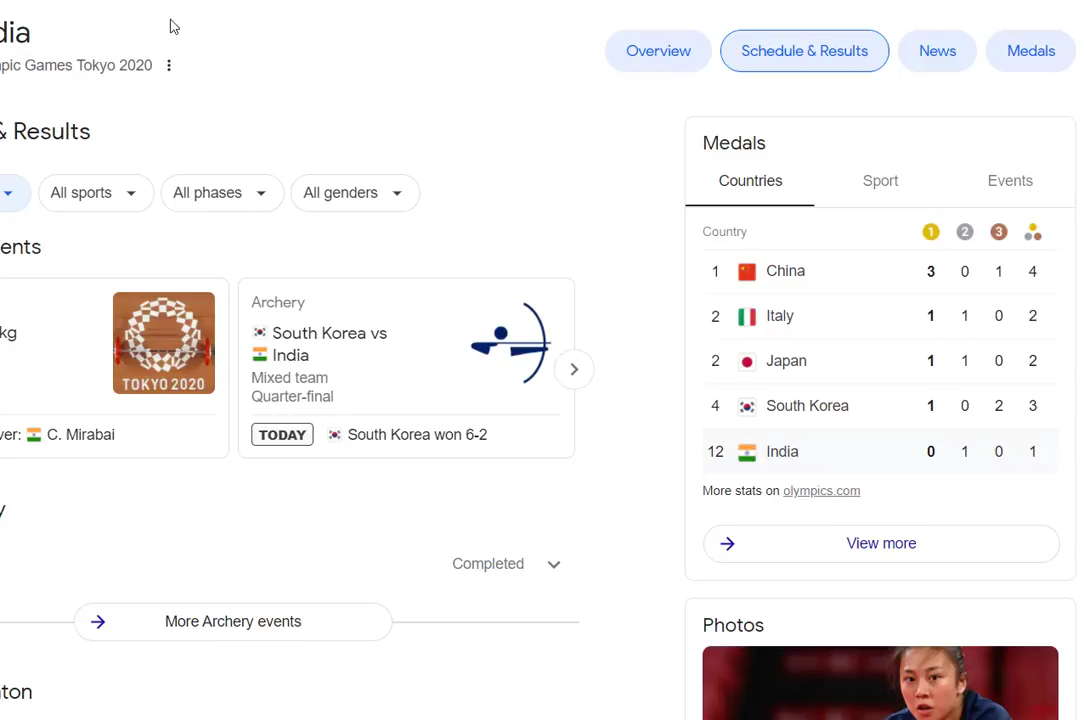 dia
Overview
Schedule & Results
News
Medals
pic Games Tokyo 2020
& Results
All sports
All phases
All genders
ents
kg
TOKYO 2020
ver: C. Mirabai
Archery
South Korea vs
India
Mixed team
Quarter-final
TODAY South Korea won 6-2
y
Completed
More Archery events
nton
Medals
Countries Sport Events
Country 1 2 3
1 China 3 0 1 4
2 Italy 1 1 0 2
2 Japan 1 1 0 2
4 South Korea 1 0 2 3
12 India 0 1 0 1
More stats on olympics.com
View more
Photos